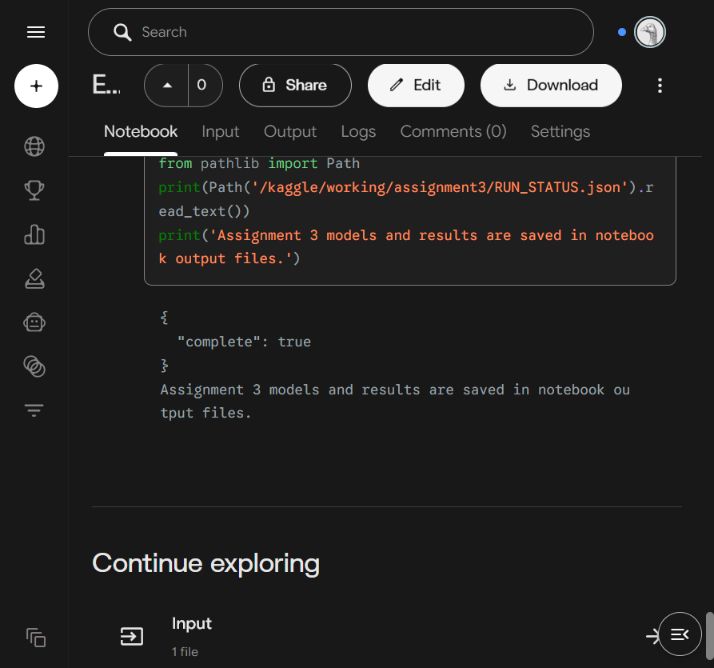 Search
E...
0
Share
Edit
Download
Notebook
Input
Output
Logs
Comments (0)
Settings
from pathlib import Path
print(Path('/kaggle/working/assignment3/RUN_STATUS.json').r
ead_text())
print('Assignment 3 models and results are saved in noteboo
k output files.')
{
"complete": true
}
Assignment 3 models and results are saved in notebook ou
tput files.
Continue exploring
Input
1 file